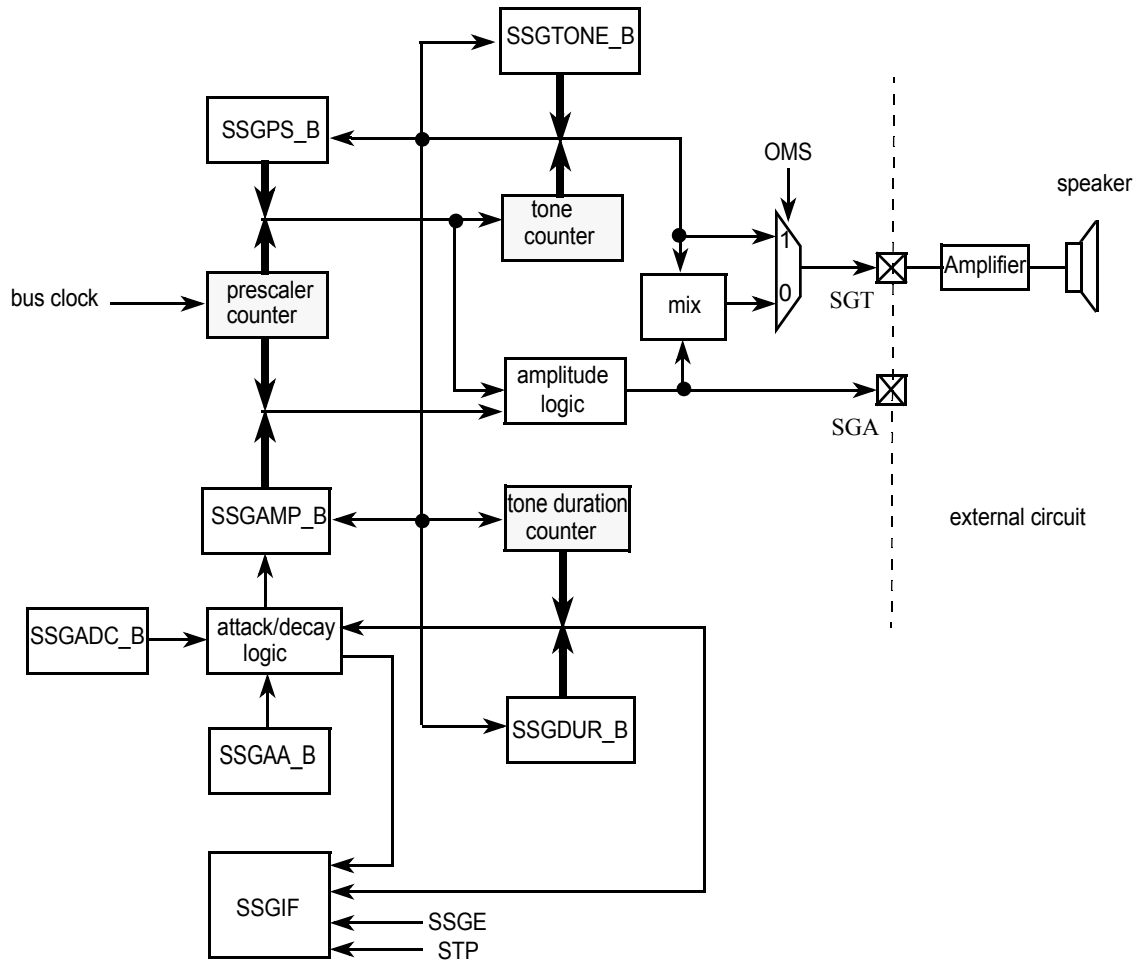 SSGTONE_B
SSGPS_B
OMS
speaker
tone
counter
1
Amplifier
bus clock
prescaler
counter
mix
0
SGT
amplitude
logic
SGA
SSGAMP_B
tone duration
counter
external circuit
SSGADC_B
attack/decay
logic
SSGDUR_B
SSGAA_B
SSGIF
SSGE
STP